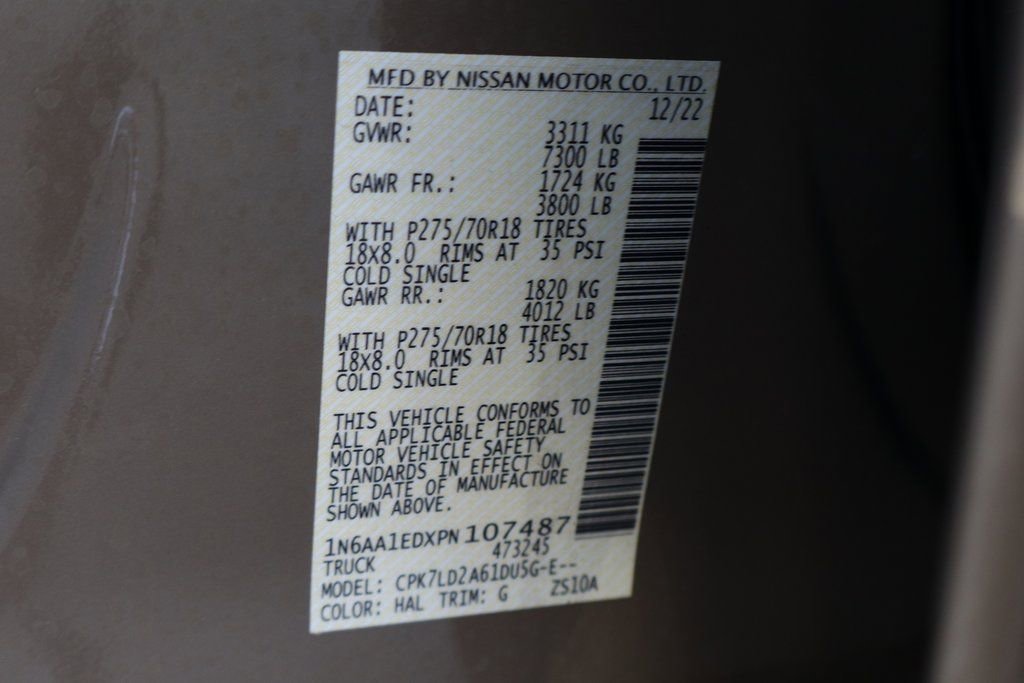 MFD BY NISSAN MOTOR CO., LTD.
DATE: 12/22
GVWR: 3311 KG
7300 LB
GAWR FR.: 1724 KG
3800 LB
WITH P275/70R18 TIRES
18X8.0 RIMS AT 35 PSI
COLD SINGLE
GAWR RR.: 1820 KG
4012 LB
WITH P275/70R18 TIRES
18X8.0 RIMS AT 35 PSI
COLD SINGLE
THIS VEHICLE CONFORMS TO
ALL APPLICABLE FEDERAL
MOTOR VEHICLE SAFETY
STANDARDS IN EFFECT ON
THE DATE OF MANUFACTURE
SHOWN ABOVE.
1N6AA1EDXPN107487
TRUCK 473245
MODEL: CPK7LD2A61DU5G-E--
COLOR: HAL TRIM: G ZS10A